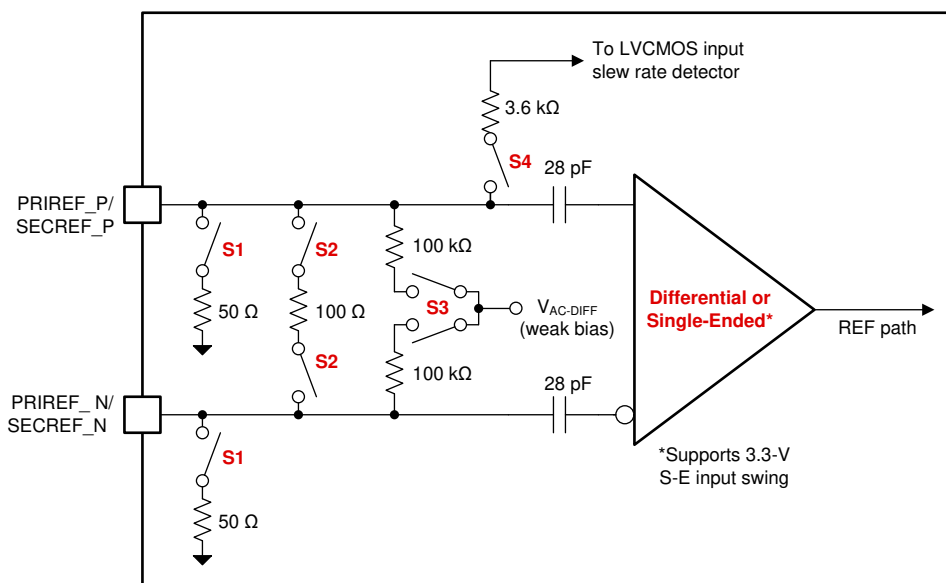 To LVCMOS input
slew rate detector
3.6 kΩ
S4
28 pF
PRIREF_P/
SECREF_P
S1
S2
100 kΩ
50 Ω
100 Ω
S3
V_AC-DIFF
(weak bias)
Differential or
Single-Ended*
REF path
S2
100 kΩ
28 pF
PRIREF_ N/
SECREF_N
S1
*Supports 3.3-V
S-E input swing
50 Ω